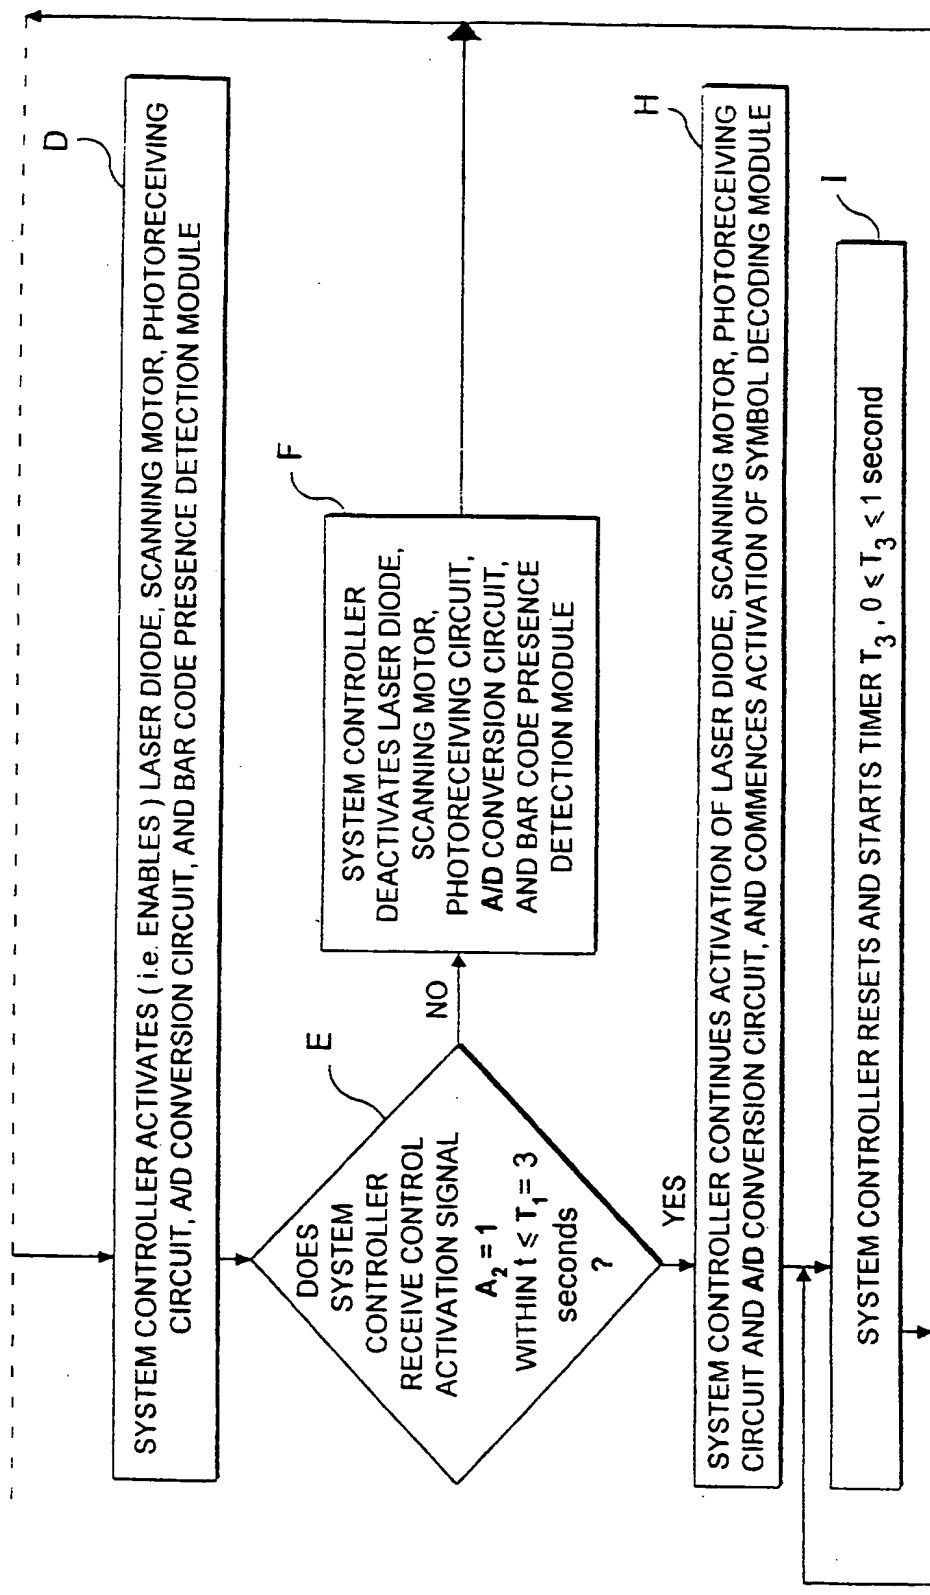 D
SYSTEM CONTROLLER ACTIVATES ( i.e. ENABLES ) LASER DIODE, SCANNING MOTOR, PHOTORECEIVING
CIRCUIT, A/D CONVERSION CIRCUIT, AND BAR CODE PRESENCE DETECTION MODULE
E
DOES
SYSTEM
CONTROLLER
RECEIVE CONTROL
ACTIVATION SIGNAL
A₂ = 1
WITHIN t ⩽ T₁ = 3
seconds
?
NO
F
SYSTEM CONTROLLER
DEACTIVATES LASER DIODE,
SCANNING MOTOR,
PHOTORECEIVING CIRCUIT,
A/D CONVERSION CIRCUIT,
AND BAR CODE PRESENCE
DETECTION MODULE
YES
H
SYSTEM CONTROLLER CONTINUES ACTIVATION OF LASER DIODE, SCANNING MOTOR, PHOTORECEIVING
CIRCUIT AND A/D CONVERSION CIRCUIT, AND COMMENCES ACTIVATION OF SYMBOL DECODING MODULE
I
SYSTEM CONTROLLER RESETS AND STARTS TIMER T₃ , 0 ⩽ T₃ ⩽ 1 second